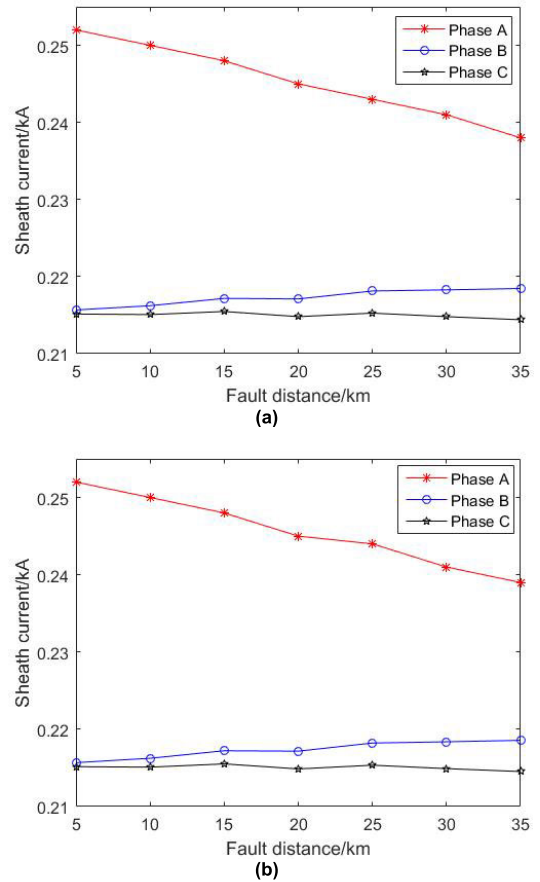 Phase A
Phase B
Phase C
0.25
0.24
0.23
0.22
0.21
Sheath current/kA
5 10 15 20 25 30 35
Fault distance/km
(a)
Phase A
Phase B
Phase C
0.25
0.24
0.23
0.22
0.21
Sheath current/kA
5 10 15 20 25 30 35
Fault distance/km
(b)